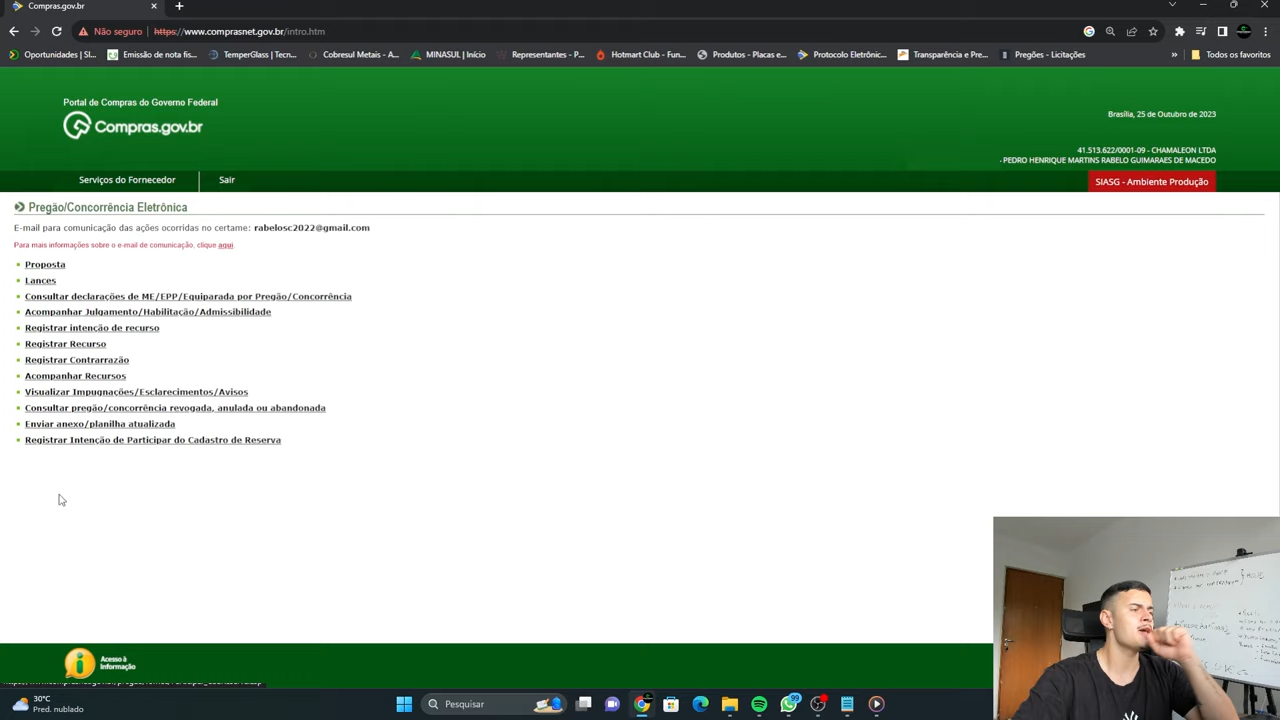 Compras.gov.br
Não seguro
https://www.comprasnet.gov.br/intro.htm
Oportunidades | Sl...
Emissão de nota fis...
TemperGlass | Tecn...
Cobresul Metais - A...
MINASUL | Início
Representantes - P...
Hotmart Club - Fun...
Produtos - Placas e...
Protocolo Eletrônic...
Transparência e Pre...
Pregões - Licitações
»
Todos os favoritos
Portal de Compras do Governo Federal
Compras.gov.br
Brasília, 25 de Outubro de 2023
41.513.622/0001-09 - CHAMALEON LTDA
- PEDRO HENRIQUE MARTINS RABELO GUIMARAES DE MACEDO
Serviços do Fornecedor
Sair
SIASG - Ambiente Produção
Pregão/Concorrência Eletrônica
E-mail para comunicação das ações ocorridas no certame: rabelosc2022@gmail.com
Para mais informações sobre o e-mail de comunicação, clique aqui
Proposta
Lances
Consultar declarações de ME/EPP/Equiparada por Pregão/Concorrência
Acompanhar Julgamento/Habilitação/Admissibilidade
Registrar intenção de recurso
Registrar Recurso
Registrar Contrarrazão
Acompanhar Recursos
Visualizar Impugnações/Esclarecimentos/Avisos
Consultar pregão/concorrência revogada, anulada ou abandonada
Enviar anexo/planilha atualizada
Registrar Intenção de Participar do Cadastro de Reserva
Acesso à
Informação
30°C
Pred. nublado
Pesquisar
99